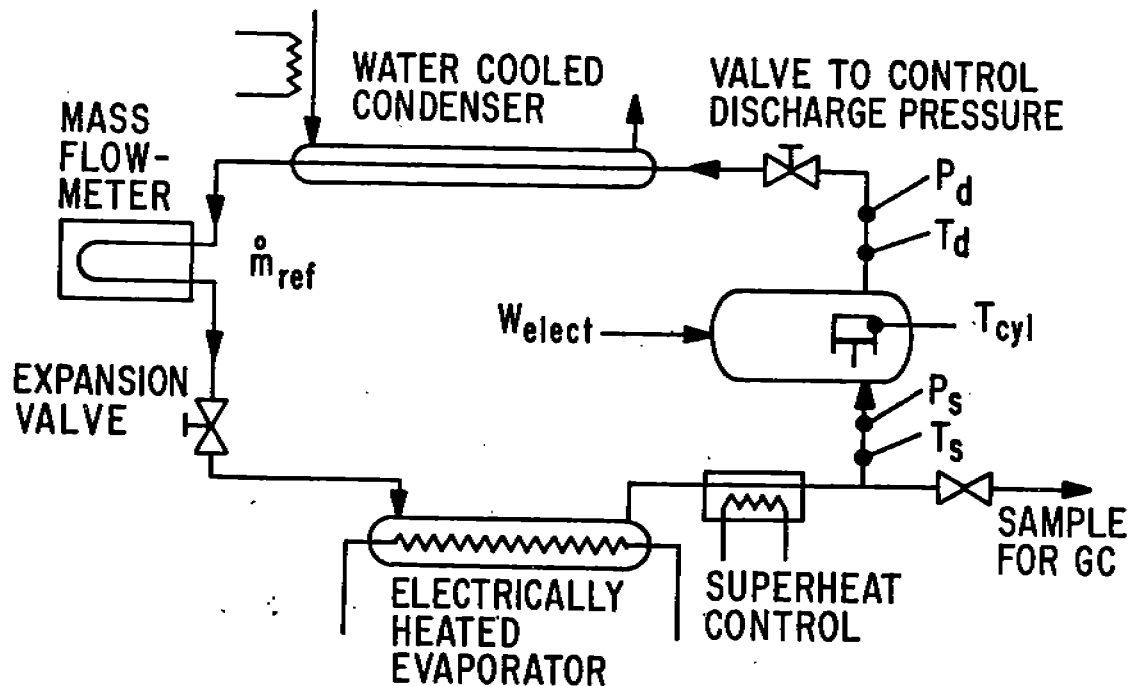 WATER COOLED
CONDENSER
VALVE TO CONTROL
DISCHARGE PRESSURE
MASS
FLOW-
METER
ṁref
Pd
Td
Welect
Tcyl
EXPANSION
VALVE
Ps
Ts
SAMPLE
FOR GC
SUPERHEAT
CONTROL
ELECTRICALLY
HEATED
EVAPORATOR